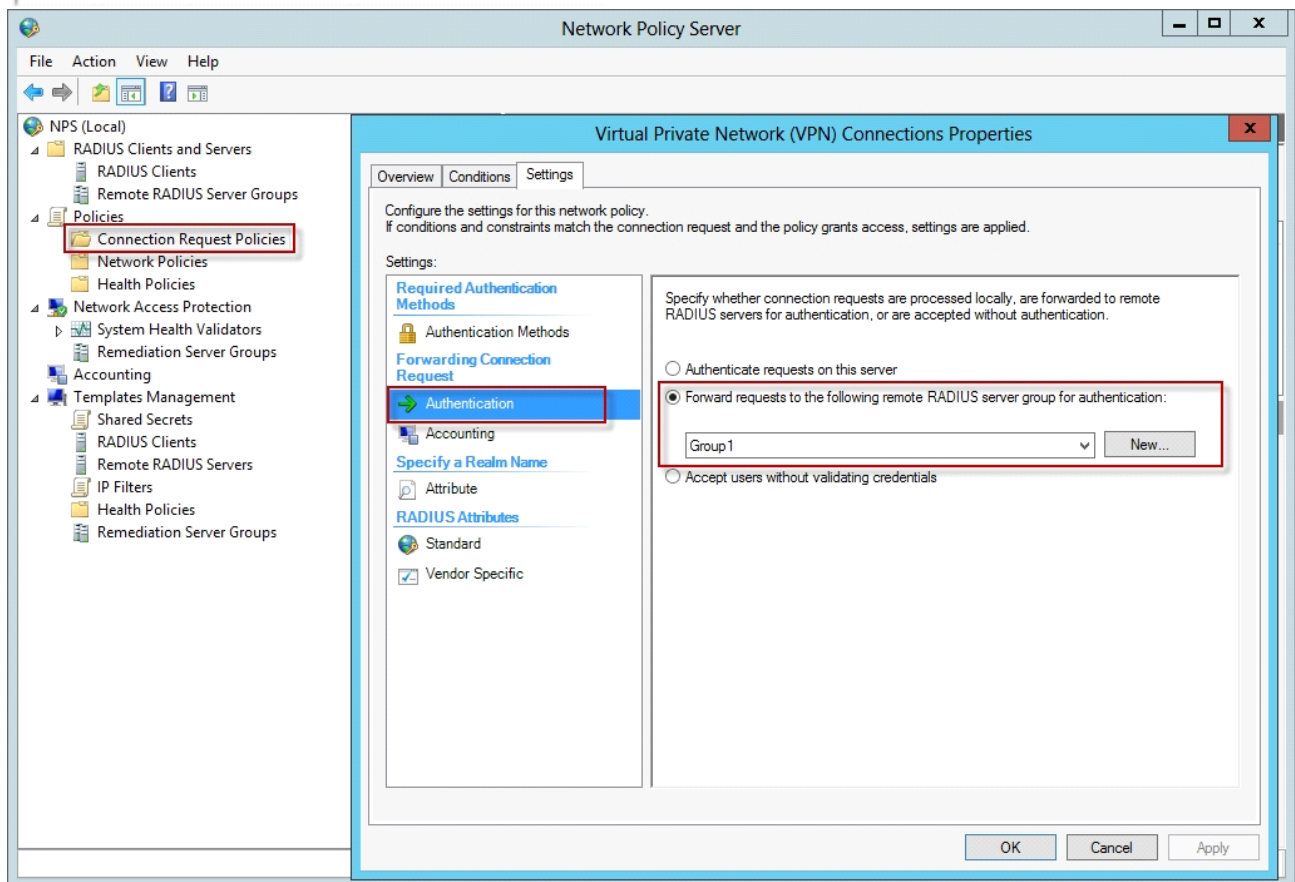 Network Policy Server
File Action View Help
NPS (Local)
RADIUS Clients and Servers
RADIUS Clients
Remote RADIUS Server Groups
Policies
Connection Request Policies
Network Policies
Health Policies
Network Access Protection
System Health Validators
Remediation Server Groups
Accounting
Templates Management
Shared Secrets
RADIUS Clients
Remote RADIUS Servers
IP Filters
Health Policies
Remediation Server Groups
Virtual Private Network (VPN) Connections Properties
Overview Conditions Settings
Configure the settings for this network policy.
If conditions and constraints match the connection request and the policy grants access, settings are applied.
Settings:
Required Authentication
Methods
Authentication Methods
Forwarding Connection
Request
Authentication
Accounting
Specify a Realm Name
Attribute
RADIUS Attributes
Standard
Vendor Specific
Specify whether connection requests are processed locally, are forwarded to remote
RADIUS servers for authentication, or are accepted without authentication.
Authenticate requests on this server
Forward requests to the following remote RADIUS server group for authentication:
Group1
New...
Accept users without validating credentials
OK Cancel Apply